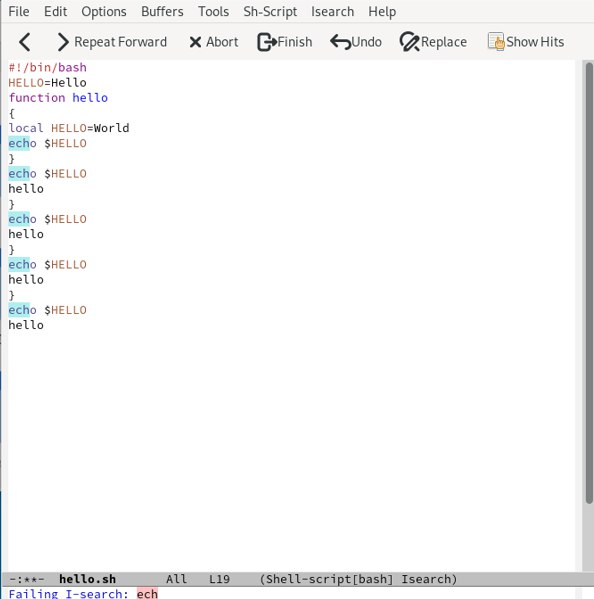 File Edit Options Buffers Tools Sh-Script Isearch Help
Repeat Forward Abort Finish Undo Replace Show Hits
#!/bin/bash
HELLO=Hello
function hello
{
local HELLO=World
echo $HELLO
}
echo $HELLO
hello
}
echo $HELLO
hello
}
echo $HELLO
hello
}
echo $HELLO
hello
-:**- hello.sh All L19 (Shell-script[bash] Isearch)
Failing I-search: ech